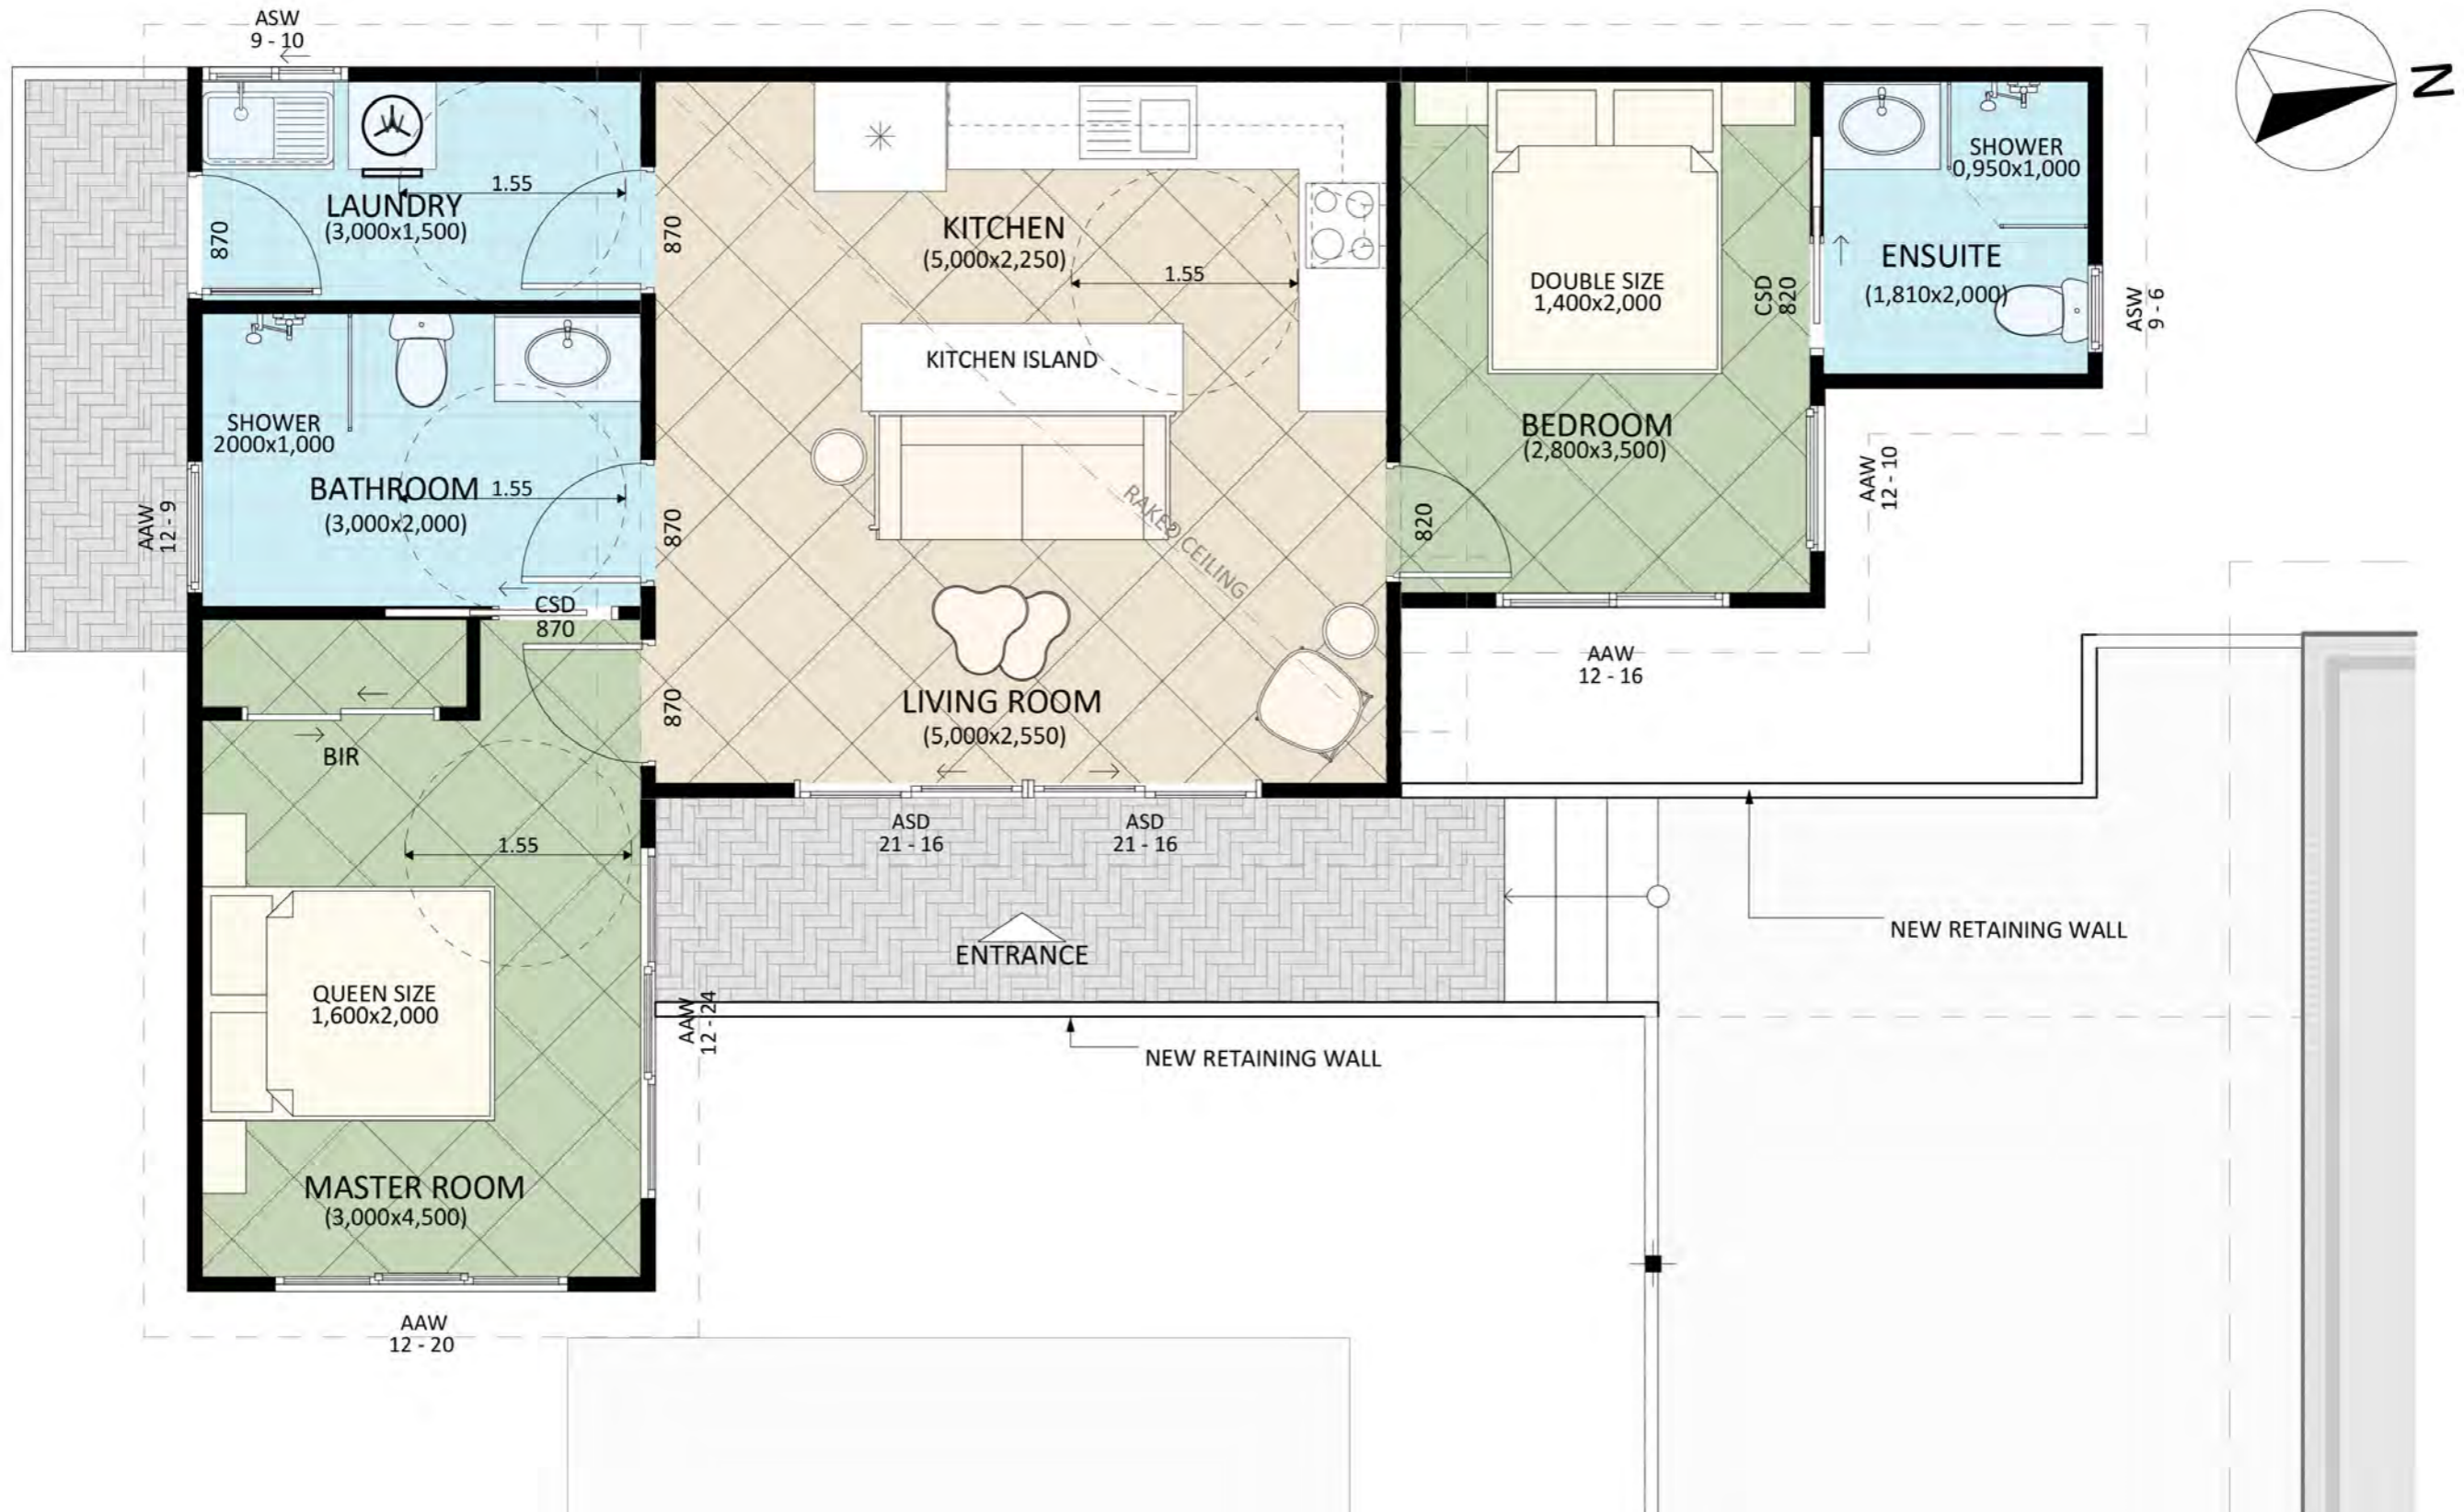 ASW
9 - 10
N
SHOWER
0,950x1,000
1.55
LAUNDRY
(3,000x1,500)
870
870
KITCHEN
(5,000x2,250)
1.55
ENSUITE
(1,810x2,000)
DOUBLE SIZE
1,400x2,000
CSD
820
ASW
9 - 6
KITCHEN ISLAND
SHOWER
2000x1,000
BEDROOM
(2,800x3,500)
BATHROOM
1.55
(3,000x2,000)
AAW
12 - 9
870
RAKED CEILING
820
AAW
12 - 10
CSD
870
AAW
12 - 16
870
LIVING ROOM
(5,000x2,550)
BIR
ASD
21 - 16
ASD
21 - 16
1.55
ENTRANCE
NEW RETAINING WALL
QUEEN SIZE
1,600x2,000
AAW
12 - 24
NEW RETAINING WALL
MASTER ROOM
(3,000x4,500)
AAW
12 - 20